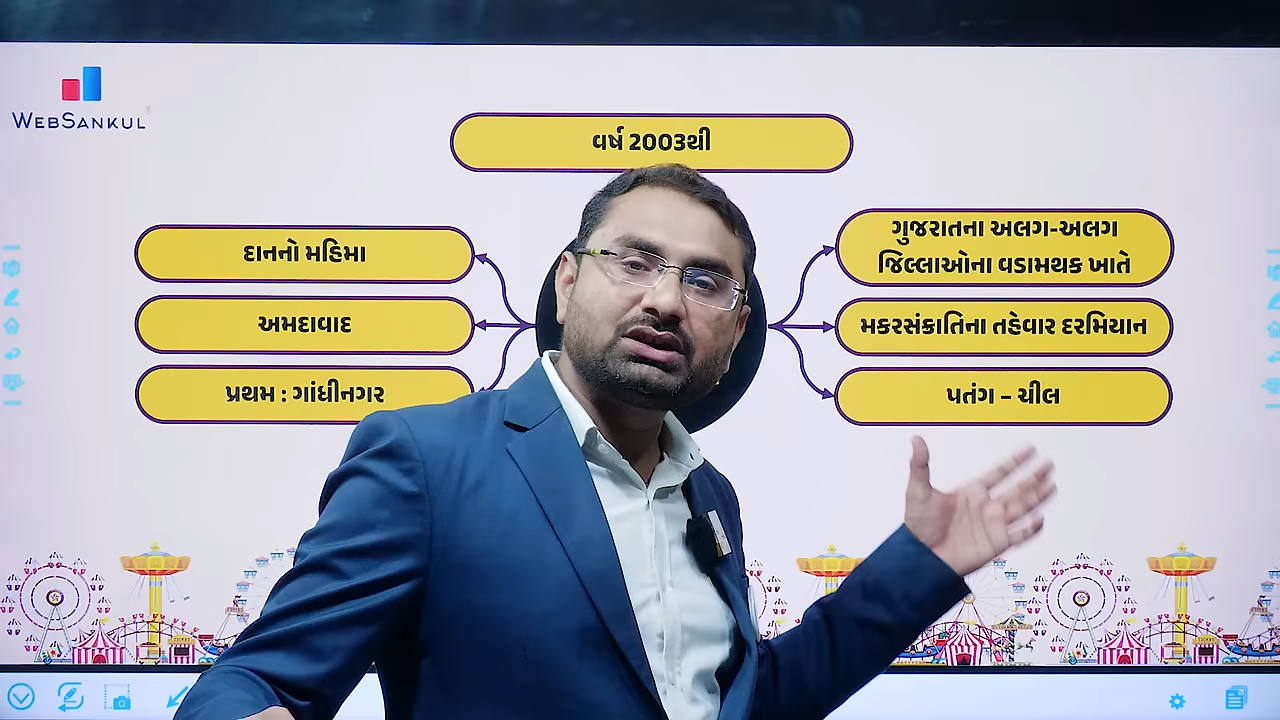 WEBSANKUL
વર્ષ 2003થી
દાનનો મહિમા
અમદાવાદ
પ્રથમ : ગાંધીનગર
ગુજરાતના અલગ-અલગ
જિલ્લાઓના વડામથક ખાતે
મકરસંક્રાતિના તહેવાર દરમિયાન
પતંગ – ચીલ